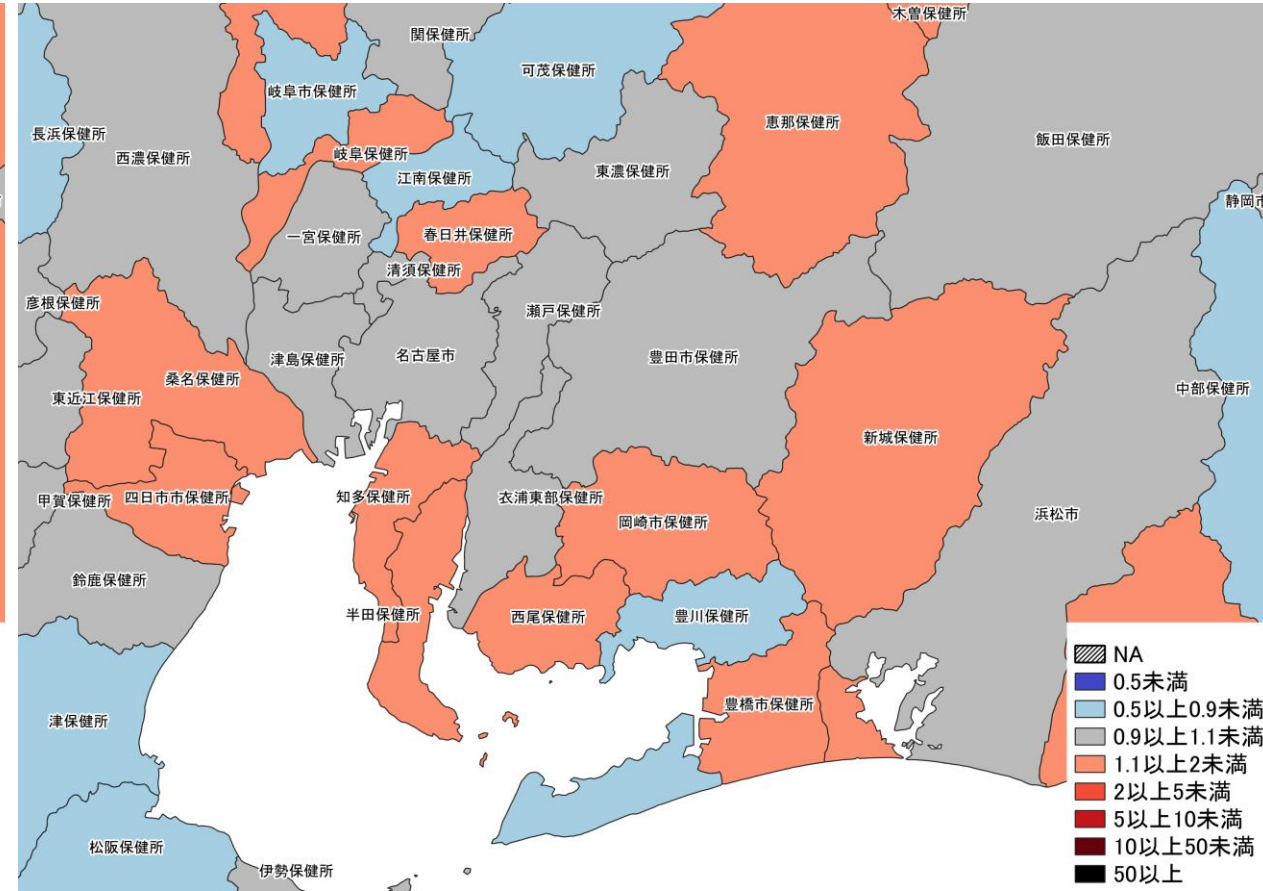 木曽保健所
関保健所
可茂保健所
岐阜市保健所
恵那保健所
長浜保健所
飯田保健所
西濃保健所
岐阜保健所
東濃保健所
江南保健所
静岡市
春日井保健所
一宮保健所
清須保健所
彦根保健所
瀬戸保健所
津島保健所
名古屋市
豊田市保健所
桑名保健所
中部保健所
東近江保健所
新城保健所
甲賀保健所
四日市市保健所
知多保健所
衣浦東部保健所
浜松市
岡崎市保健所
鈴鹿保健所
半田保健所
西尾保健所
豊川保健所
津保健所
豊橋市保健所
松阪保健所
伊勢保健所
NA
0.5未満
0.5以上0.9未満
0.9以上1.1未満
1.1以上2未満
2以上5未満
5以上10未満
10以上50未満
50以上